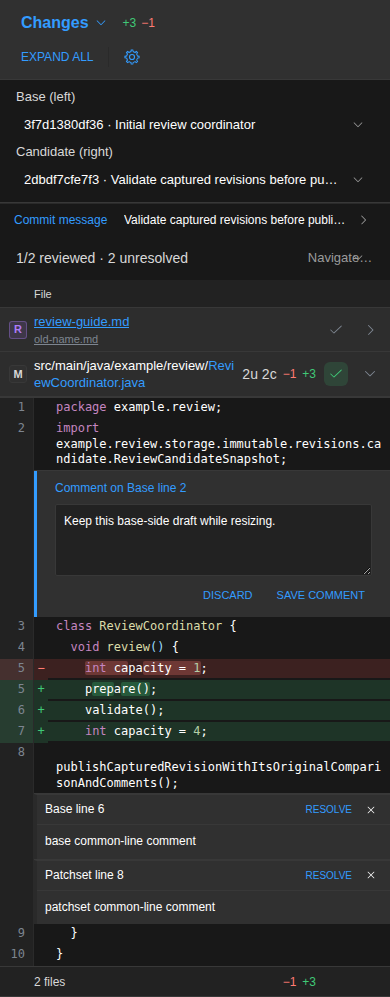 Changes +3 −1
EXPAND ALL
Base (left)
3f7d1380df36 · Initial review coordinator
Candidate (right)
2dbdf7cfe7f3 · Validate captured revisions before pu…
Commit message Validate captured revisions before publi…
1/2 reviewed · 2 unresolved Navigate…
File
R review-guide.md
old-name.md
M src/main/java/example/review/Revi
ewCoordinator.java 2u 2c −1 +3
1 package example.review;
2 import
example.review.storage.immutable.revisions.ca
ndidate.ReviewCandidateSnapshot;
Comment on Base line 2
Keep this base-side draft while resizing.
DISCARD SAVE COMMENT
3 class ReviewCoordinator {
4 void review() {
5 − int capacity = 1;
5 + prepare();
6 + validate();
7 + int capacity = 4;
8
publishCapturedRevisionWithItsOriginalCompari
sonAndComments();
Base line 6 RESOLVE ×
base common-line comment
Patchset line 8 RESOLVE ×
patchset common-line comment
9 }
10 }
2 files −1 +3